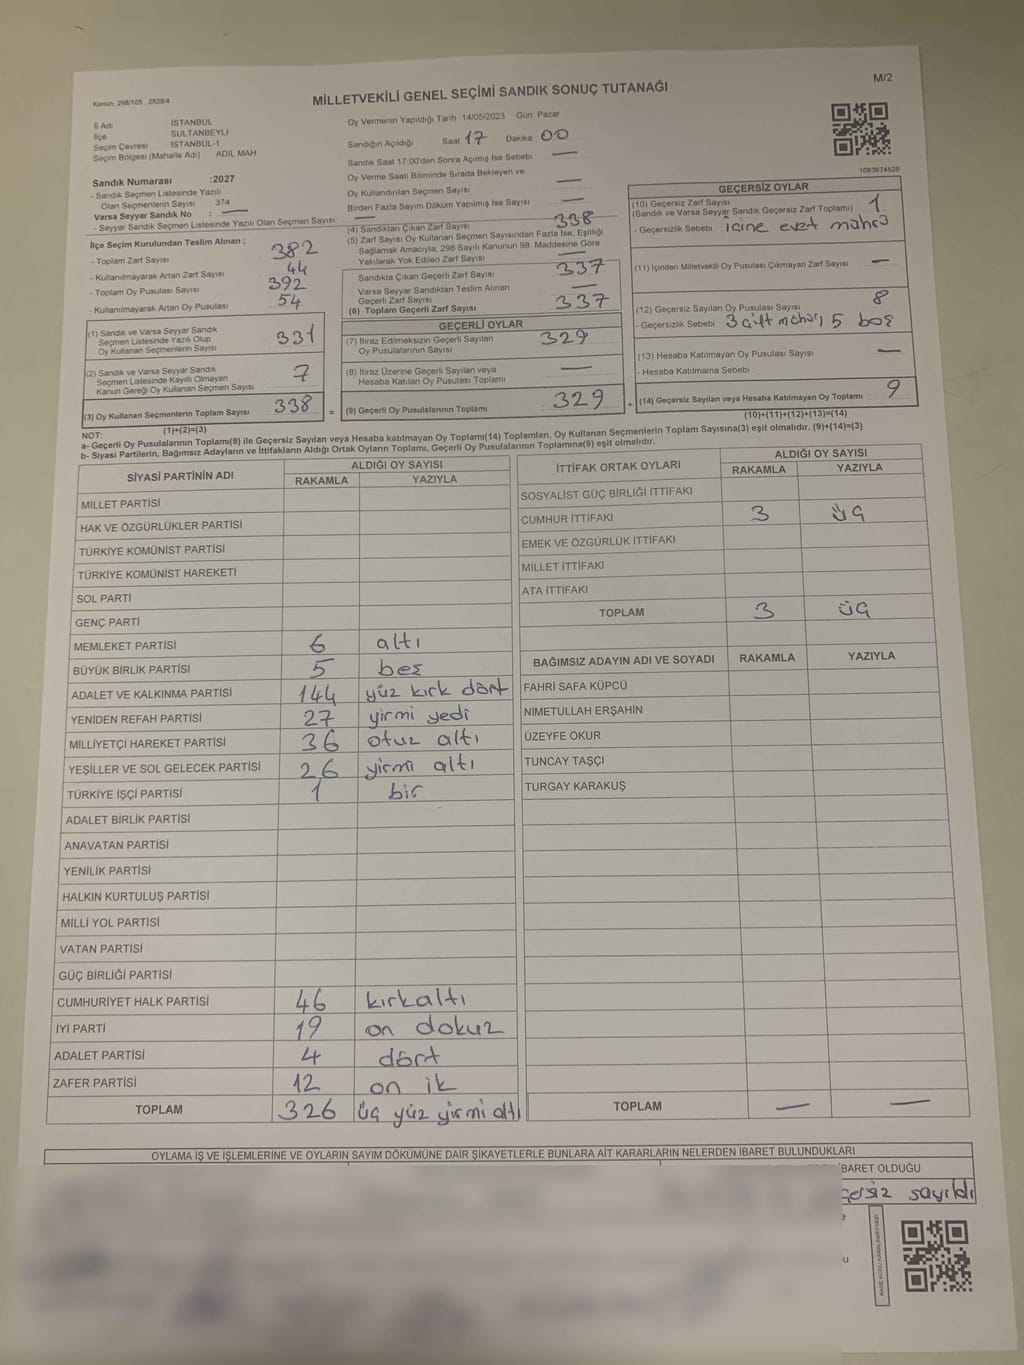 M/2
Kanun: 298/105 , 2839/4
MİLLETVEKİLİ GENEL SEÇİMİ SANDIK SONUÇ TUTANAĞI
İl Adı İSTANBUL
İlçe SULTANBEYLİ
Seçim Çevresi İSTANBUL-1
Seçim Bölgesi (Mahalle Adı) ADİL MAH
Oy Vermenin Yapıldığı Tarih 14/05/2023 Gün: Pazar
Sandığın Açıldığı Saat 17 Dakika 00
Sandık Saat 17:00'den Sonra Açımış İse Sebebi —
Oy Verme Saati Bitiminde Sırada Bekleyen ve
Oy Kullandırılan Seçmen Sayısı —
Birden Fazla Sayım Döküm Yapılmış İse Sayısı —
1083674520
Sandık Numarası :2027
- Sandık Seçmen Listesinde Yazılı
Olan Seçmenlerin Sayısı : 374
Varsa Seyyar Sandık No : —
- Seyyar Sandık Seçmen Listesinde Yazılı Olan Seçmen Sayısı —
İlçe Seçim Kurulundan Teslim Alınan ;
- Toplam Zarf Sayısı 382
- Kullanılmayarak Artan Zarf Sayısı 44
- Toplam Oy Pusulası Sayısı 392
- Kullanılmayarak Artan Oy Pusulası 54
(1) Sandık ve Varsa Seyyar Sandık
Seçmen Listesinde Yazılı Olup
Oy Kullanan Seçmenlerin Sayısı 331
(2) Sandık ve Varsa Seyyar Sandık
Seçmen Listesinde Kayıtlı Olmayan
Kanun Gereği Oy Kullanan Seçmen Sayısı 7
(3) Oy Kullanan Seçmenlerin Toplam Sayısı 338
(1)+(2)=(3)
(4) Sandıktan Çıkan Zarf Sayısı 338
(5) Zarf Sayısı Oy Kullanan Seçmen Sayısından Fazla İse, Eşitliği
Sağlamak Amacıyla, 298 Sayılı Kanunun 98. Maddesine Göre
Yakılarak Yok Edilen Zarf Sayısı —
Sandıkta Çıkan Geçerli Zarf Sayısı 337
Varsa Seyyar Sandıktan Teslim Alınan
Geçerli Zarf Sayısı —
(6) Toplam Geçerli Zarf Sayısı 337
GEÇERLİ OYLAR
(7) İtiraz Edilmeksizin Geçerli Sayılan
Oy Pusulalarının Sayısı 329
(8) İtiraz Üzerine Geçerli Sayılan veya
Hesaba Katılan Oy Pusulası Toplamı —
= (9) Geçerli Oy Pusulalarının Toplamı 329 +
GEÇERSİZ OYLAR
(10) Geçersiz Zarf Sayısı 1
(Sandık ve Varsa Seyyar Sandık Geçersiz Zarf Toplamı)
- Geçersizlik Sebebi içine evet mührü
(11) İçinden Milletvekili Oy Pusulası Çıkmayan Zarf Sayısı —
(12) Geçersiz Sayılan Oy Pusulası Sayısı 8
- Geçersizlik Sebebi 3 çift mühür, 5 boş
(13) Hesaba Katılmayan Oy Pusulası Sayısı —
- Hesaba Katılmama Sebebi
(14) Geçersiz Sayılan veya Hesaba Katılmayan Oy Toplamı 9
(10)+(11)+(12)+(13)=(14)
NOT:
a- Geçerli Oy Pusulalarının Toplamı(9) ile Geçersiz Sayılan veya Hesaba katılmayan Oy Toplamı(14) Toplamları, Oy Kullanan Seçmenlerin Toplam Sayısına(3) eşit olmalıdır. (9)+(14)=(3)
b- Siyasi Partilerin, Bağımsız Adayların ve İttifakların Aldığı Ortak Oyların Toplamı, Geçerli Oy Pusulalarının Toplamına(9) eşit olmalıdır.
SİYASİ PARTİNİN ADI ALDIĞI OY SAYISI
RAKAMLA YAZIYLA
MİLLET PARTİSİ
HAK VE ÖZGÜRLÜKLER PARTİSİ
TÜRKİYE KOMÜNİST PARTİSİ
TÜRKİYE KOMÜNİST HAREKETİ
SOL PARTİ
GENÇ PARTİ
MEMLEKET PARTİSİ 6 altı
BÜYÜK BİRLİK PARTİSİ 5 beş
ADALET VE KALKINMA PARTİSİ 144 yüz kırk dört
YENİDEN REFAH PARTİSİ 27 yirmi yedi
MİLLİYETÇİ HAREKET PARTİSİ 36 otuz altı
YEŞİLLER VE SOL GELECEK PARTİSİ 26 yirmi altı
TÜRKİYE İŞÇİ PARTİSİ 1 bir
ADALET BİRLİK PARTİSİ
ANAVATAN PARTİSİ
YENİLİK PARTİSİ
HALKIN KURTULUŞ PARTİSİ
MİLLİ YOL PARTİSİ
VATAN PARTİSİ
GÜÇ BİRLİĞİ PARTİSİ
CUMHURİYET HALK PARTİSİ 46 kırkaltı
İYİ PARTİ 19 on dokuz
ADALET PARTİSİ 4 dört
ZAFER PARTİSİ 12 on ik
TOPLAM 326 üç yüz yirmi altı
İTTİFAK ORTAK OYLARI ALDIĞI OY SAYISI
RAKAMLA YAZIYLA
SOSYALİST GÜÇ BİRLİĞİ İTTİFAKI
CUMHUR İTTİFAKI 3 üç
EMEK VE ÖZGÜRLÜK İTTİFAKI
MİLLET İTTİFAKI
ATA İTTİFAKI
TOPLAM 3 üç
BAĞIMSIZ ADAYIN ADI VE SOYADI RAKAMLA YAZIYLA
FAHRİ SAFA KÜPCÜ
NİMETULLAH ERŞAHİN
ÜZEYFE OKUR
TUNCAY TAŞÇI
TURGAY KARAKUŞ
TOPLAM — —
OYLAMA İŞ VE İŞLEMLERİNE VE OYLARIN SAYIM DÖKÜMÜNE DAİR ŞİKAYETLERLE BUNLARA AİT KARARLARIN NELERDEN İBARET BULUNDUKLARI
İBARET OLDUĞU
çersiz sayıldı